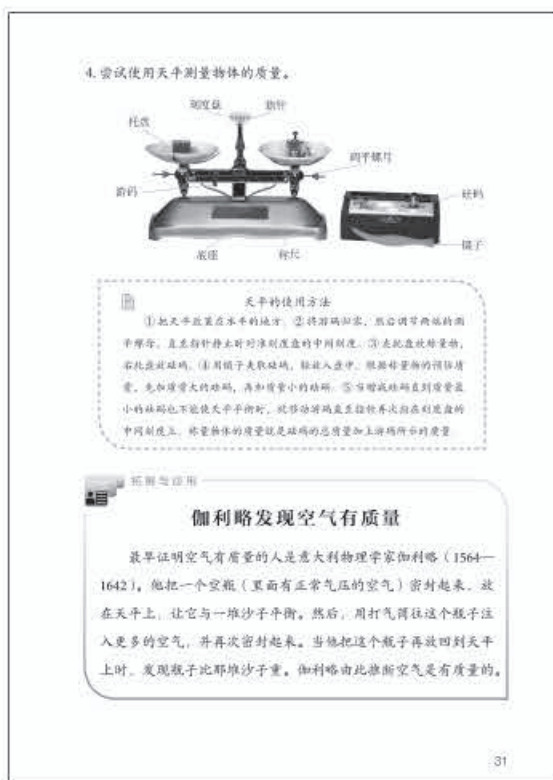 4. 尝试使用天平测量物体的质量。
刻度盘 指针
托盘
调平螺母
游码 砝码
底座 标尺 镊子
天平的使用方法
①把天平放置在水平的地方。②将游码归零，然后调节两端的调
平螺母，直至指针静止时对准刻度盘的中间刻度。③左托盘放称量物，
右托盘放砝码。④用镊子夹取砝码，轻放入盘中。根据称量物的预估质
量，先加质量大的砝码，再加质量小的砝码。⑤当增减砝码直到质量最
小的砝码也不能使天平平衡时，就移动游码直至指针再次指在刻度盘的
中间刻度上。称量物体的质量就是砝码的总质量加上游码所示的质量
拓展与应用
伽利略发现空气有质量
最早证明空气有质量的人是意大利物理学家伽利略（1564—
1642）。他把一个空瓶（里面有正常气压的空气）密封起来，放
在天平上，让它与一堆沙子平衡。然后，用打气筒往这个瓶子注
入更多的空气，并再次密封起来。当他把这个瓶子再放回到天平
上时，发现瓶子比那堆沙子重。伽利略由此推断空气是有质量的。
31